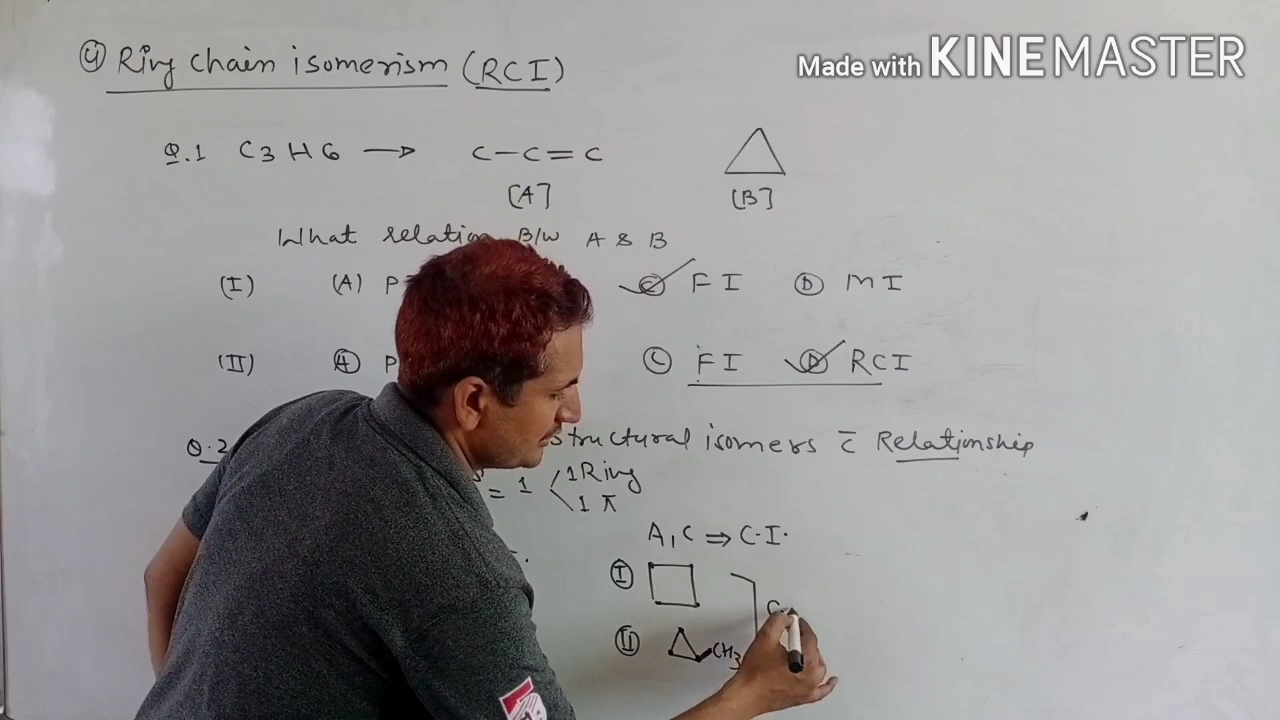 Made with KINEMASTER
④ Ring chain isomerism (RCI)
Q.1 C3H6 → C-C=C
[A] [B]
What relation B/W A & B
(I) (A) P Ⓒ FI Ⓓ MI
(II) Ⓐ P Ⓒ FI Ⓓ RCI
Q.2 structural isomers c̄ Relationship
= 1 1 Ring
1 π
A, C ⇒ C.I.
Ⅰ
Ⅱ CH3
C.